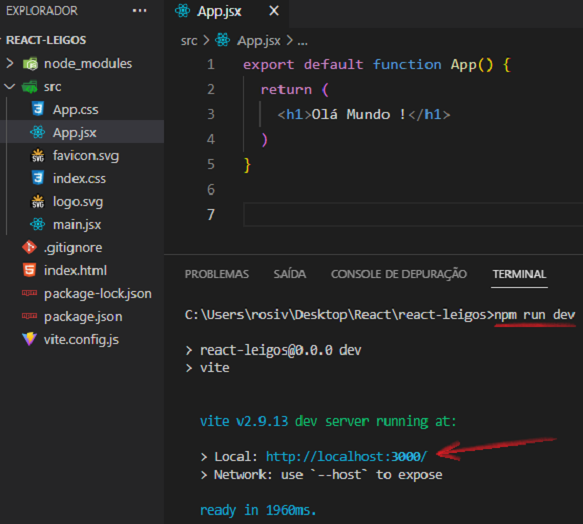 EXPLORADOR ...
REACT-LEIGOS
node_modules
src
App.css
App.jsx
favicon.svg
index.css
logo.svg
main.jsx
.gitignore
index.html
package-lock.json
package.json
vite.config.js
App.jsx X
src > App.jsx > ...
1 export default function App() {
2 return (
3 <h1>Olá Mundo !</h1>
4 )
5 }
6
7
PROBLEMAS SAÍDA CONSOLE DE DEPURAÇÃO TERMINAL
C:\Users\rosiv\Desktop\React\react-leigos>npm run dev
> react-leigos@0.0.0 dev
> vite
vite v2.9.13 dev server running at:
> Local: http://localhost:3000/
> Network: use `--host` to expose
ready in 1960ms.